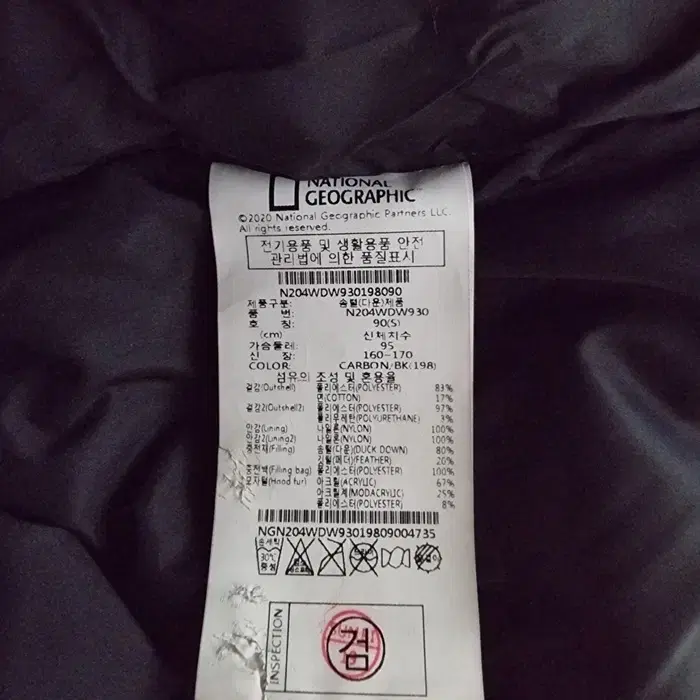 NATIONAL
GEOGRAPHIC
©2020 National Geographic Partners LLC.
All rights reserved.
전기용품 및 생활용품 안전
관리법에 의한 품질표시
N204WDW930198090
제품구분: 솜털(다운)제품
품 번: N204WDW930
호 칭: 90(S)
(cm) 신체치수
가슴둘레: 95
신 장: 160-170
COLOR: CARBON/BK(198)
섬유의 조성 및 혼용율
겉감(Outshell) 폴리에스터(POLYESTER) 83%
면(COTTON) 17%
겉감2(Outshell2) 폴리에스터(POLYESTER) 97%
폴리우레탄(POLYURETHANE) 3%
안감(Lining) 나일론(NYLON) 100%
안감2(Lining2) 나일론(NYLON) 100%
충전재(Filling) 솜털(다운)(DUCK DOWN) 80%
깃털(페더)(FEATHER) 20%
충전백(Filling bag) 폴리에스터(POLYESTER) 100%
모자털(Hood fur) 아크릴(ACRYLIC) 67%
아크릴계(MODACRYLIC) 25%
폴리에스터(POLYESTER) 8%
NGN204WDW93019809004735
손세탁
30℃
중성
INSPECTION
검